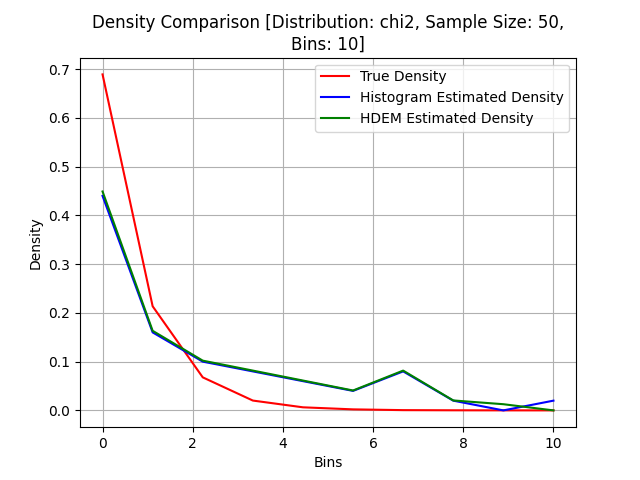 Density Comparison [Distribution: chi2, Sample Size: 50,
Bins: 10]
True Density
Histogram Estimated Density
HDEM Estimated Density
Density
0.7
0.6
0.5
0.4
0.3
0.2
0.1
0.0
0 2 4 6 8 10
Bins